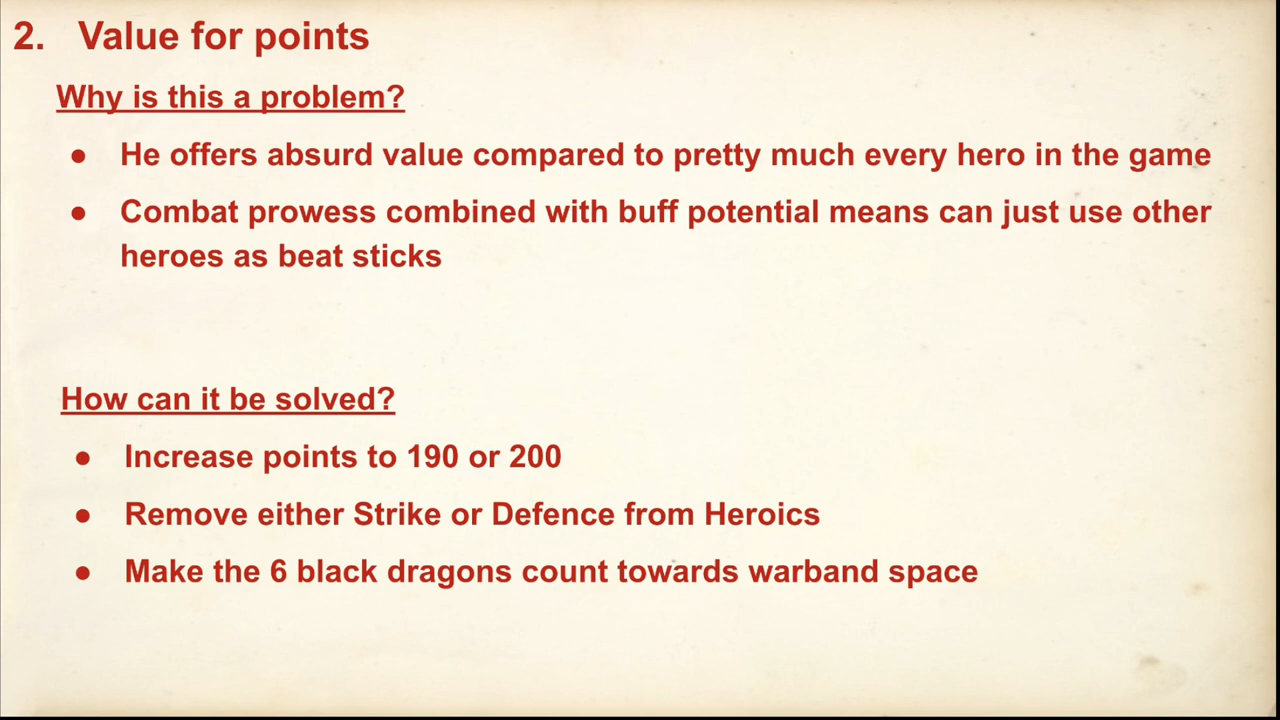 2. Value for points
Why is this a problem?
● He offers absurd value compared to pretty much every hero in the game
● Combat prowess combined with buff potential means can just use other
heroes as beat sticks
How can it be solved?
● Increase points to 190 or 200
● Remove either Strike or Defence from Heroics
● Make the 6 black dragons count towards warband space